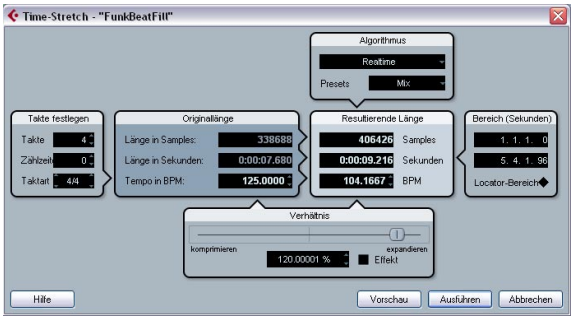 Time-Stretch - "FunkBeatFill"
Algorithmus
Realtime
Presets Mix
Takte festlegen
Takte 4
Zählzeit 0
Taktart 4/4
Originallänge
Länge in Samples: 338688
Länge in Sekunden: 0:00:07.680
Tempo in BPM: 125.0000
Resultierende Länge
406426 Samples
0:00:09.216 Sekunden
104.1667 BPM
Bereich (Sekunden)
1. 1. 1. 0
5. 4. 1. 96
Locator-Bereich
Verhältnis
komprimieren expandieren
120.00001 % Effekt
Hilfe Vorschau Ausführen Abbrechen